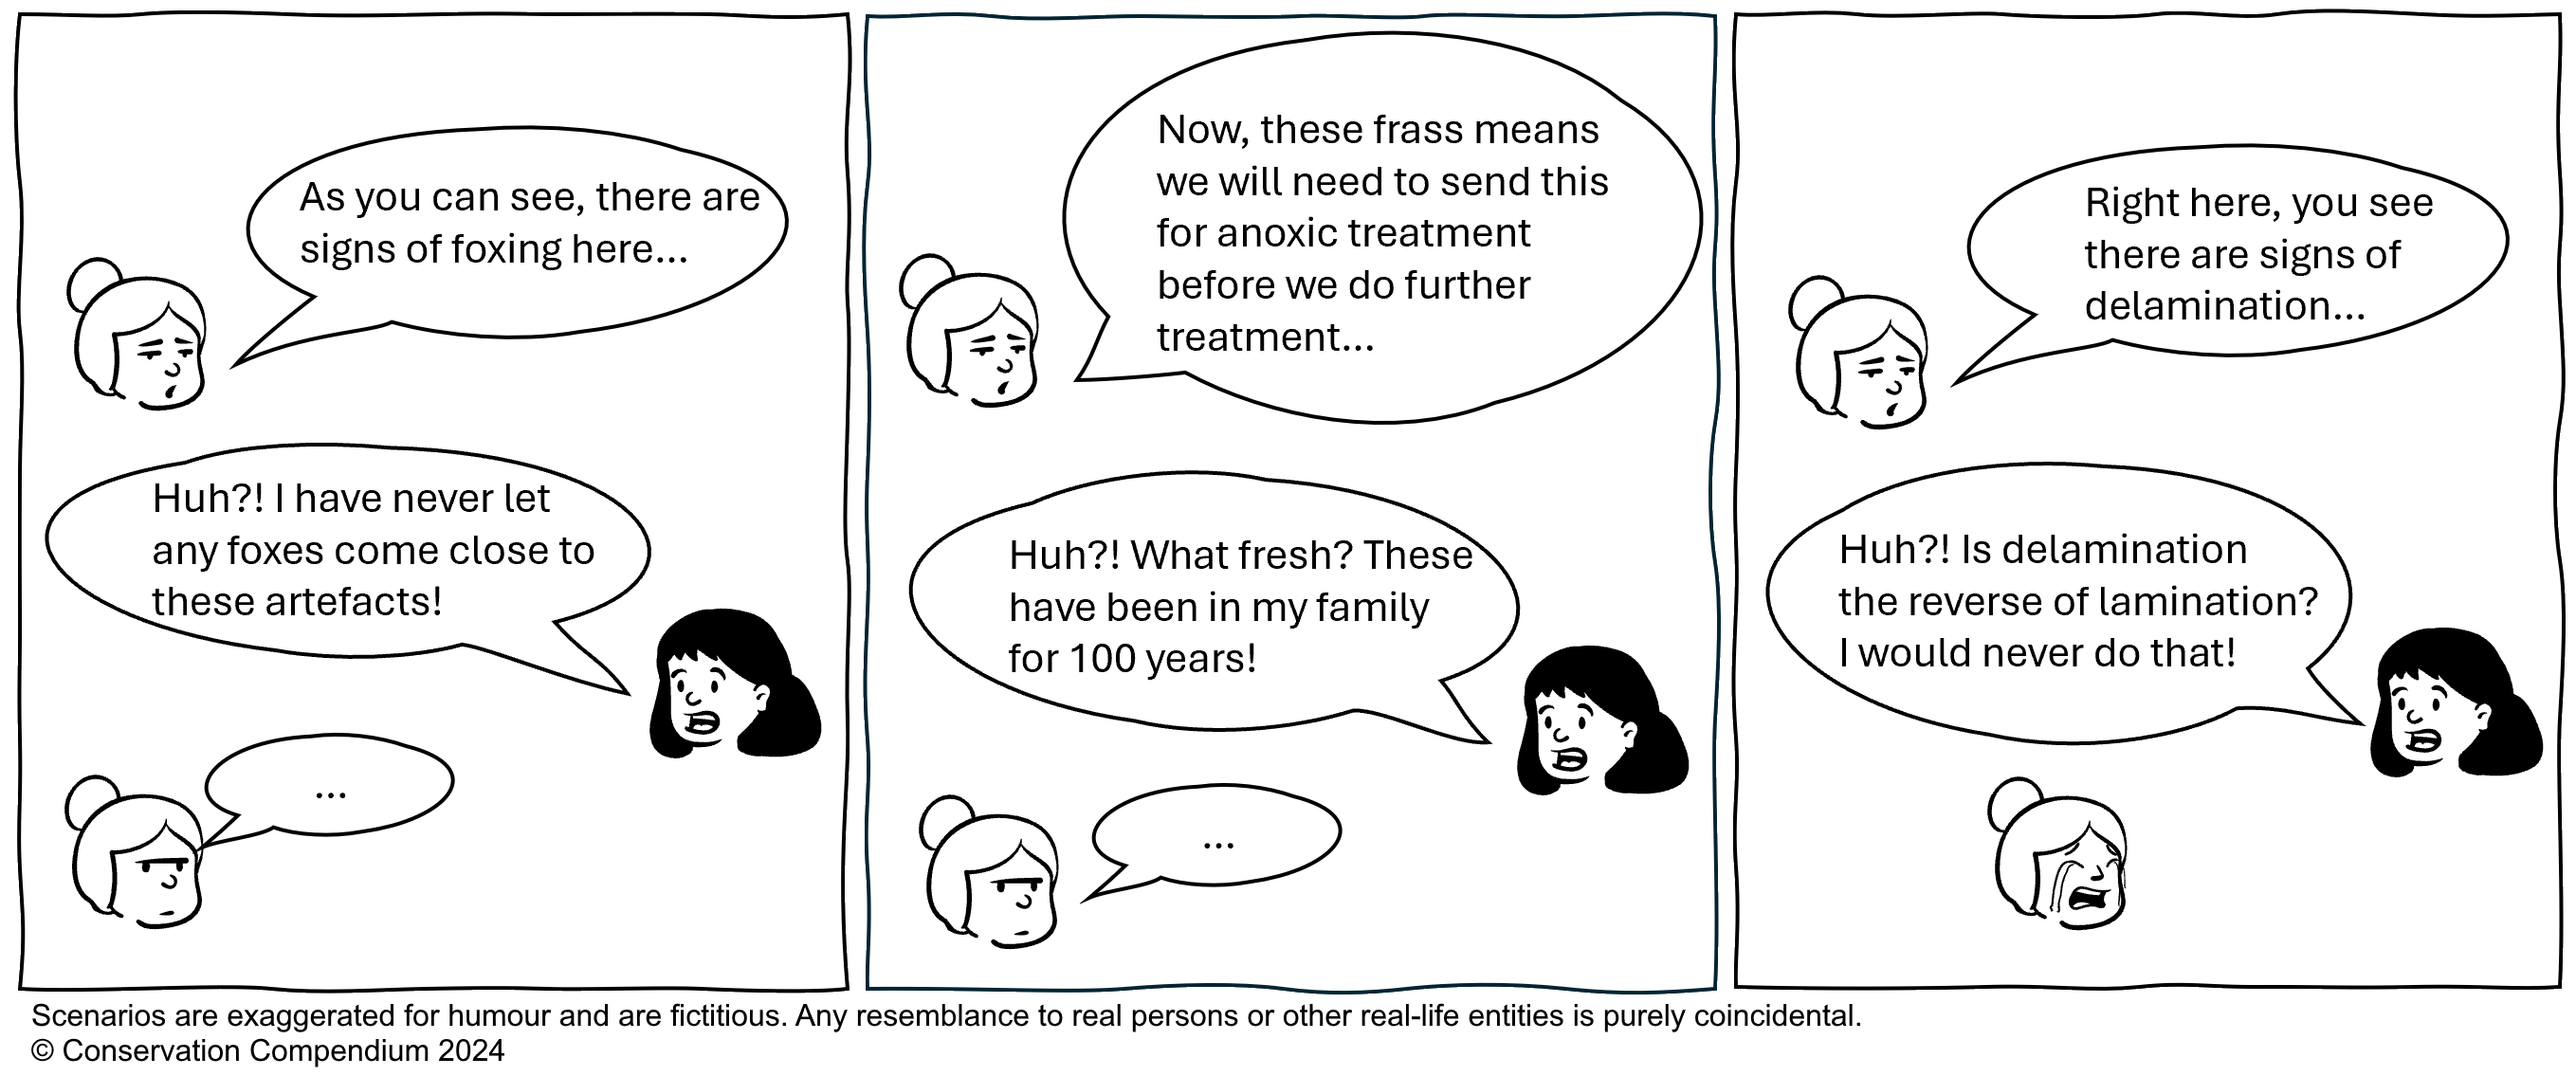 As you can see, there are
signs of foxing here...
Huh?! I have never let
any foxes come close to
these artefacts!
...
Now, these frass means
we will need to send this
for anoxic treatment
before we do further
treatment...
Huh?! What fresh? These
have been in my family
for 100 years!
...
Right here, you see
there are signs of
delamination...
Huh?! Is delamination
the reverse of lamination?
I would never do that!
Scenarios are exaggerated for humour and are fictitious. Any resemblance to real persons or other real-life entities is purely coincidental.
© Conservation Compendium 2024